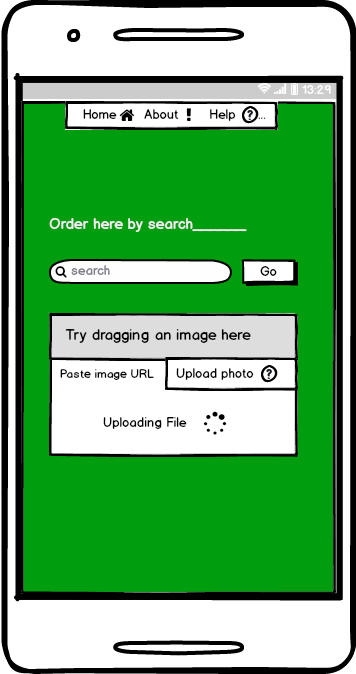 13:29
Home About Help ?...
Order here by search_______
search Go
Try dragging an image here
Paste image URL Upload photo ?
Uploading File